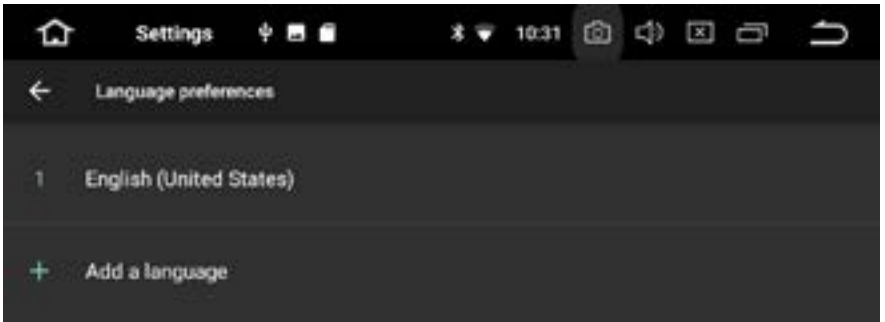 Settings 10:31
Language preferences
1 English (United States)
+ Add a language